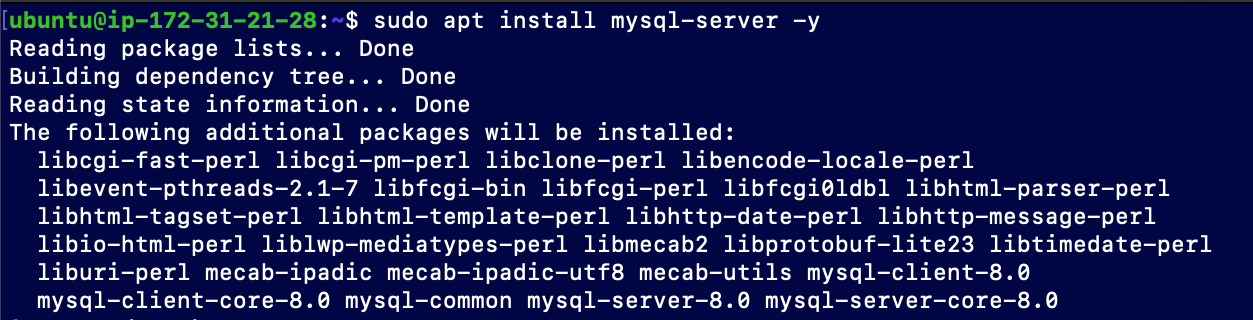 [ubuntu@ip-172-31-21-28:~$ sudo apt install mysql-server -y
Reading package lists... Done
Building dependency tree... Done
Reading state information... Done
The following additional packages will be installed:
libcgi-fast-perl libcgi-pm-perl libclone-perl libencode-locale-perl
libevent-pthreads-2.1-7 libfcgi-bin libfcgi-perl libfcgi0ldbl libhtml-parser-perl
libhtml-tagset-perl libhtml-template-perl libhttp-date-perl libhttp-message-perl
libio-html-perl liblwp-mediatypes-perl libmecab2 libprotobuf-lite23 libtimedate-perl
liburi-perl mecab-ipadic mecab-ipadic-utf8 mecab-utils mysql-client-8.0
mysql-client-core-8.0 mysql-common mysql-server-8.0 mysql-server-core-8.0